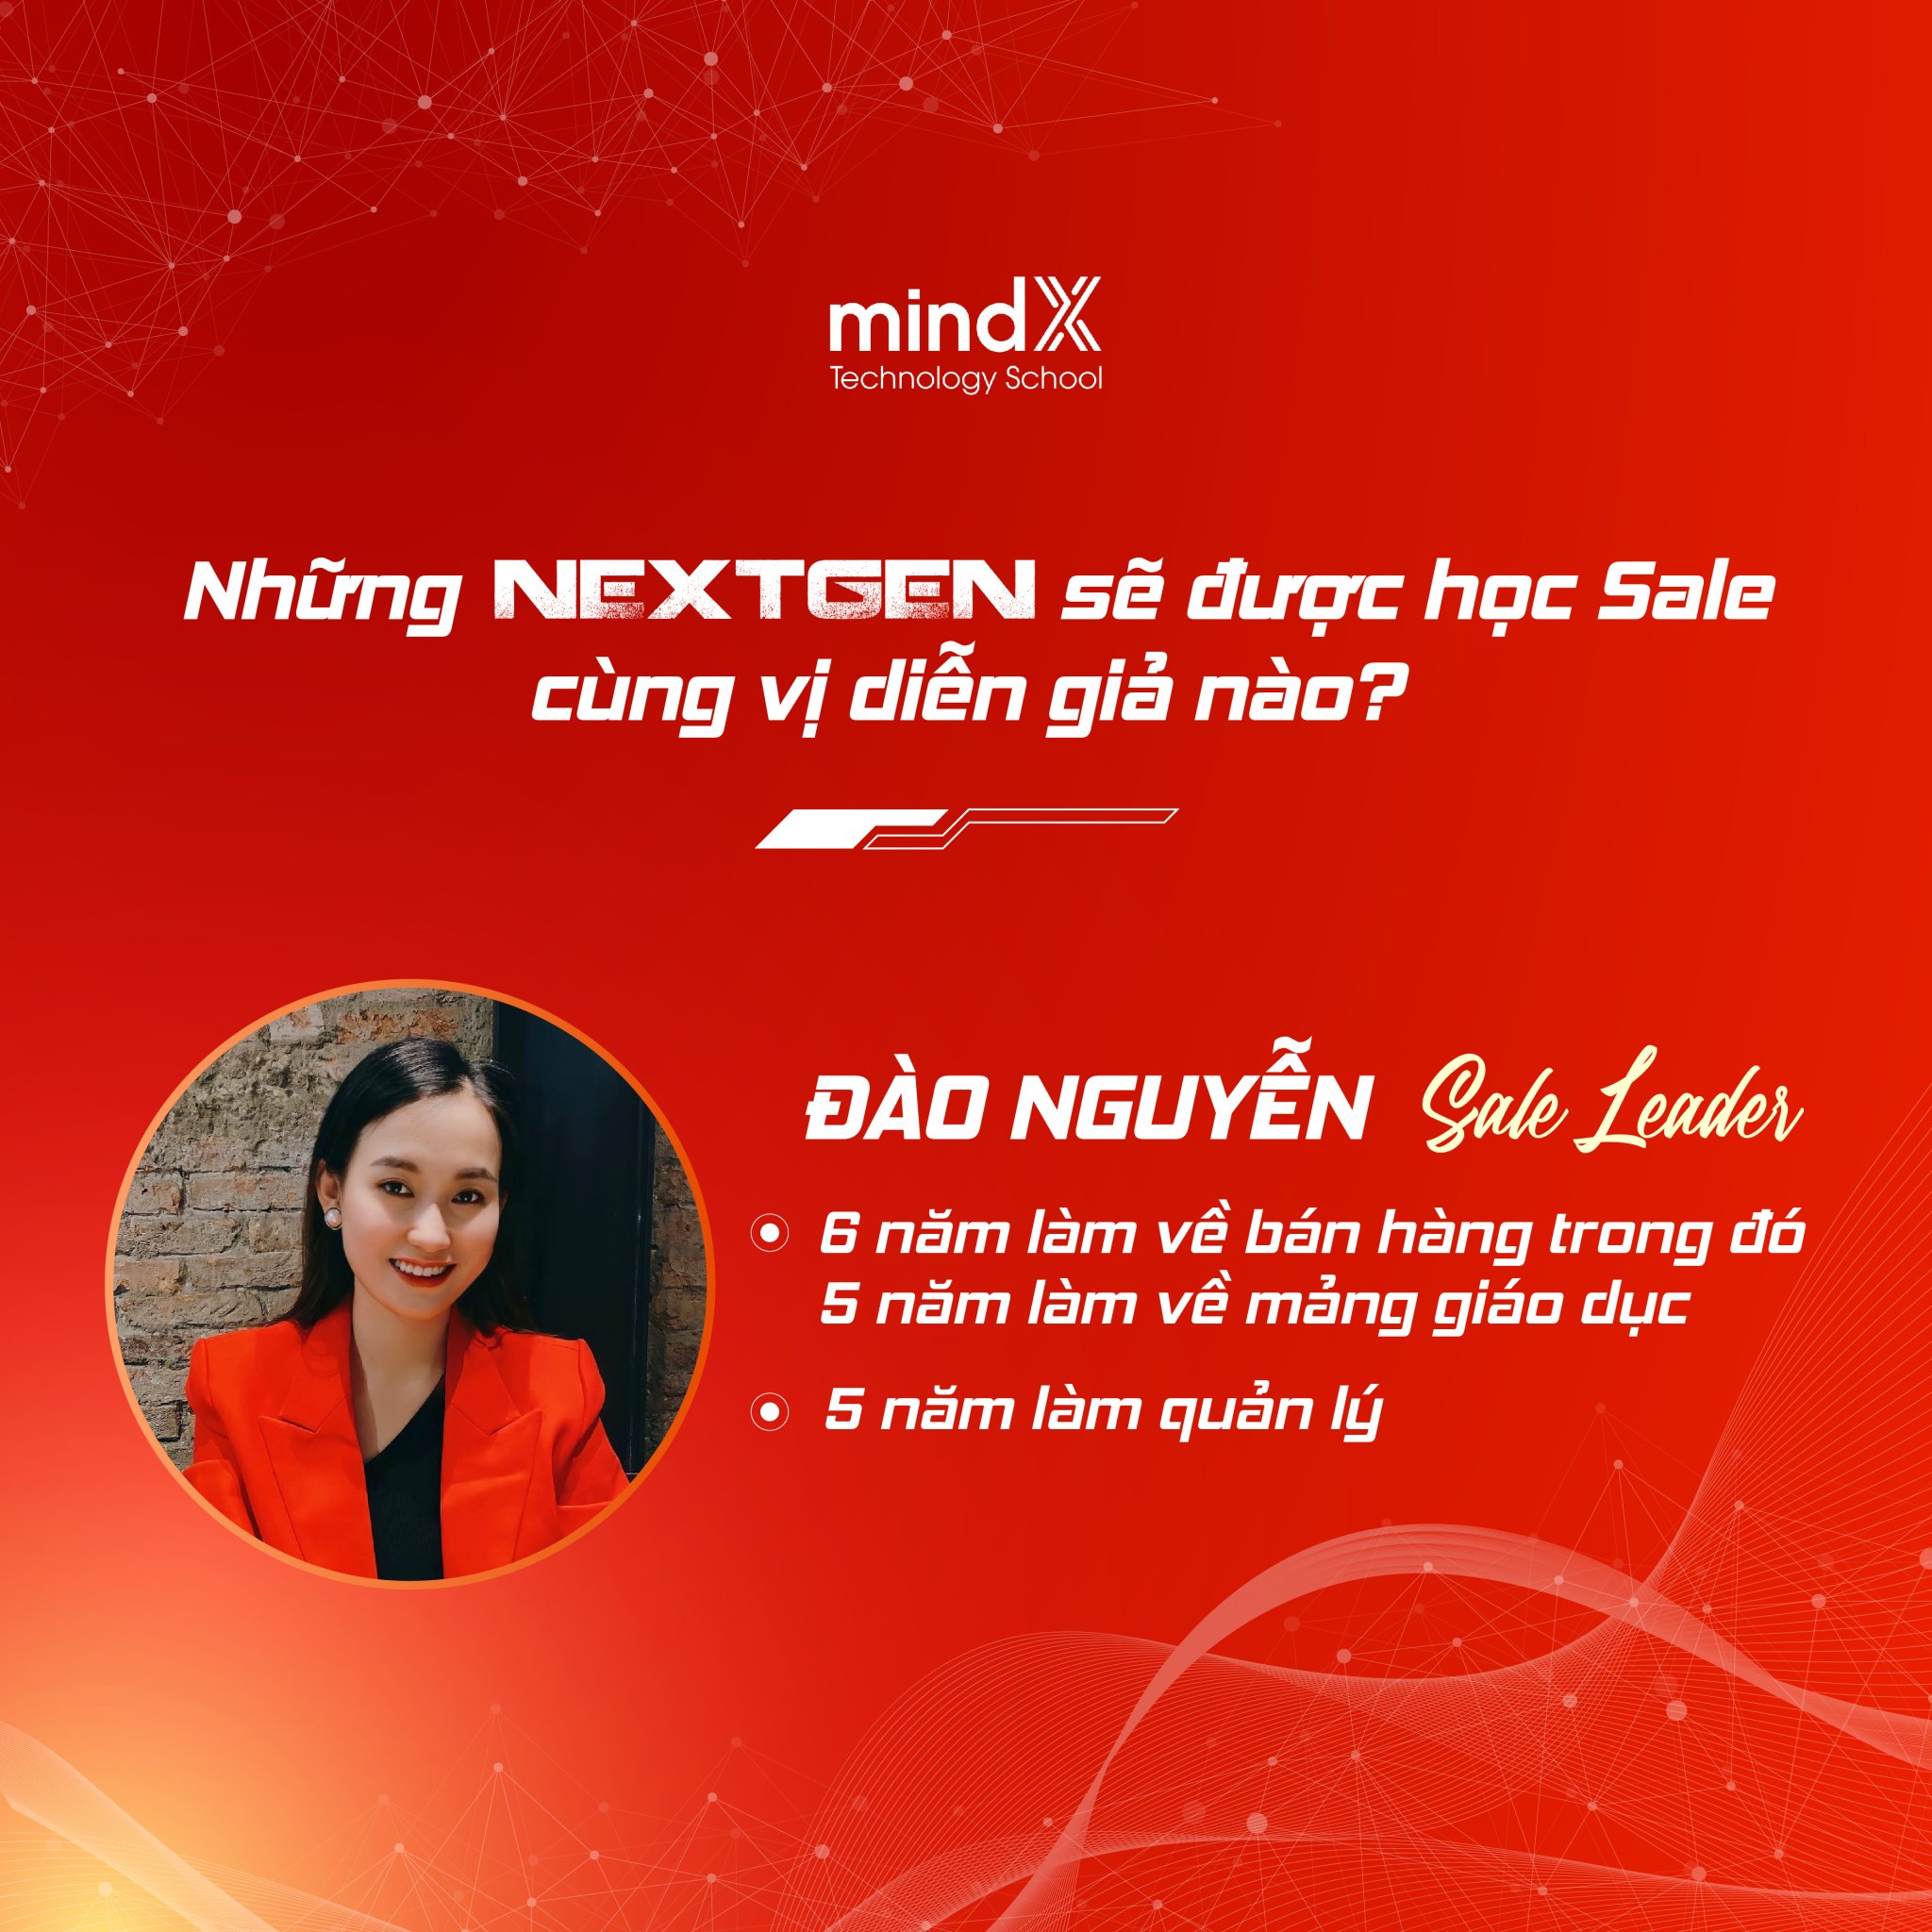 mindX
Technology School
Những NEXTGEN sẽ được học Sale
cùng vị diễn giả nào?
ĐÀO NGUYỄN Sale Leader
6 năm làm về bán hàng trong đó
5 năm làm về mảng giáo dục
5 năm làm quản lý